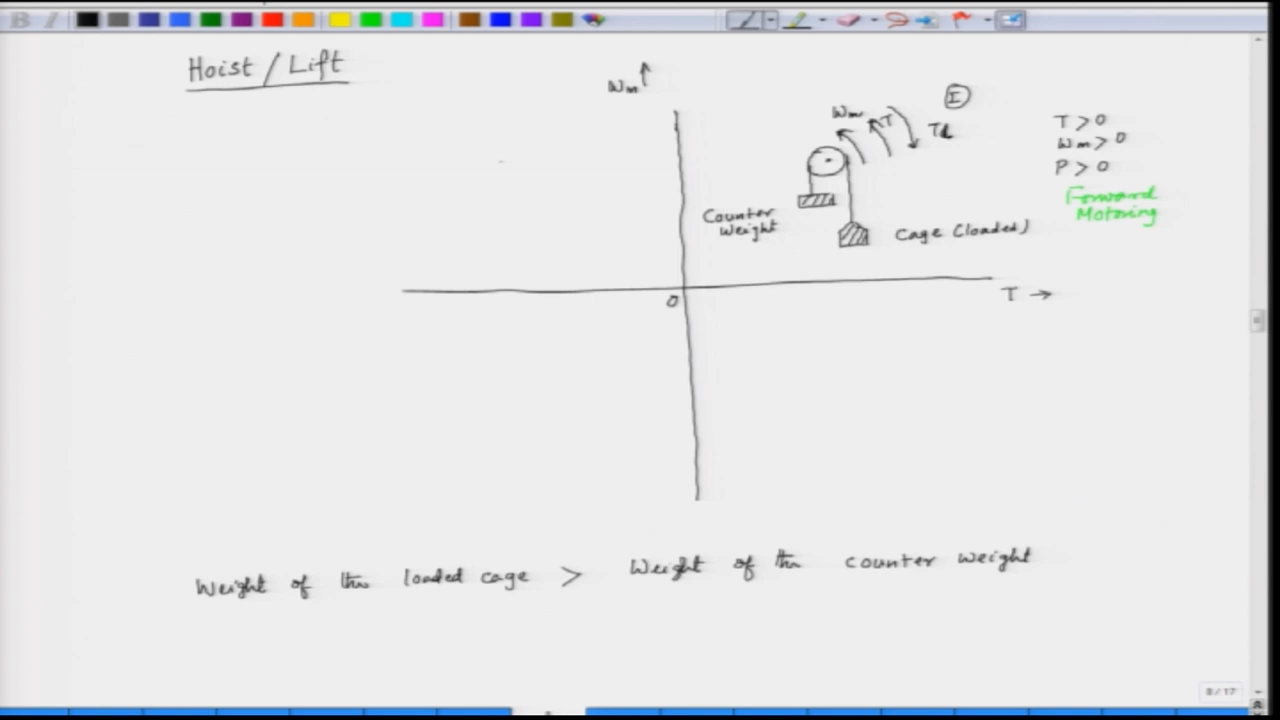 B I
Hoist / Lift
Wm ↑
Wm T TL
I
T > 0
Wm > 0
P > 0
Forward
Motoring
Counter
Weight
Cage (loaded)
0
T →
Weight of the loaded cage > Weight of the counter weight
8 / 17